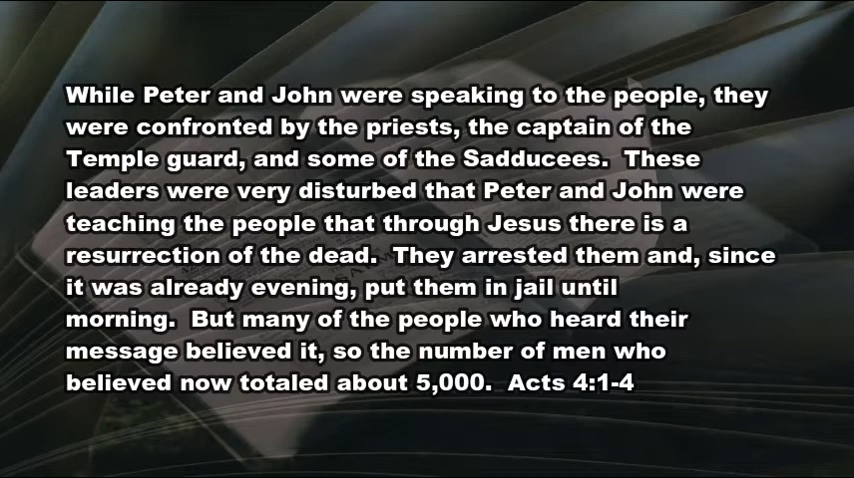 While Peter and John were speaking to the people, they
were confronted by the priests, the captain of the
Temple guard, and some of the Sadducees.  These
leaders were very disturbed that Peter and John were
teaching the people that through Jesus there is a
resurrection of the dead.  They arrested them and, since
it was already evening, put them in jail until
morning.  But many of the people who heard their
message believed it, so the number of men who
believed now totaled about 5,000.  Acts 4:1-4